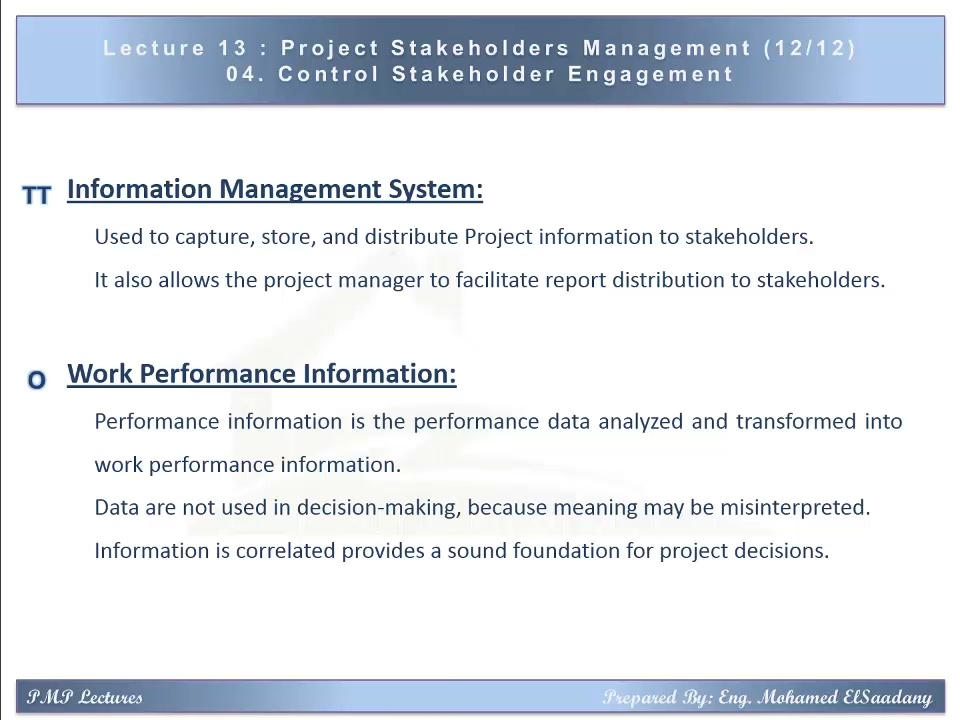 Lecture 13 : Project Stakeholders Management (12/12)
04. Control Stakeholder Engagement
TT Information Management System:
Used to capture, store, and distribute Project information to stakeholders.
It also allows the project manager to facilitate report distribution to stakeholders.
O Work Performance Information:
Performance information is the performance data analyzed and transformed into
work performance information.
Data are not used in decision-making, because meaning may be misinterpreted.
Information is correlated provides a sound foundation for project decisions.
PMP Lectures Prepared By: Eng. Mohamed ElSaadany